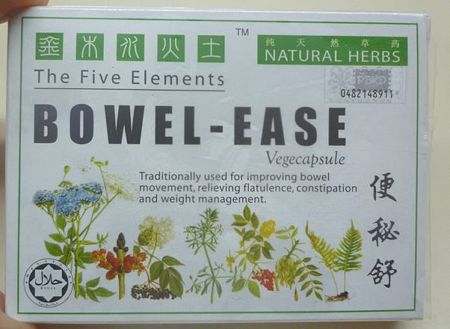 金木水火土
TM
The Five Elements
纯天然草药
NATURAL HERBS
0482148911
BOWEL-EASE
Vegecapsule
Traditionally used for improving bowel
movement, relieving flatulence, constipation
and weight management.
便秘舒
حلال